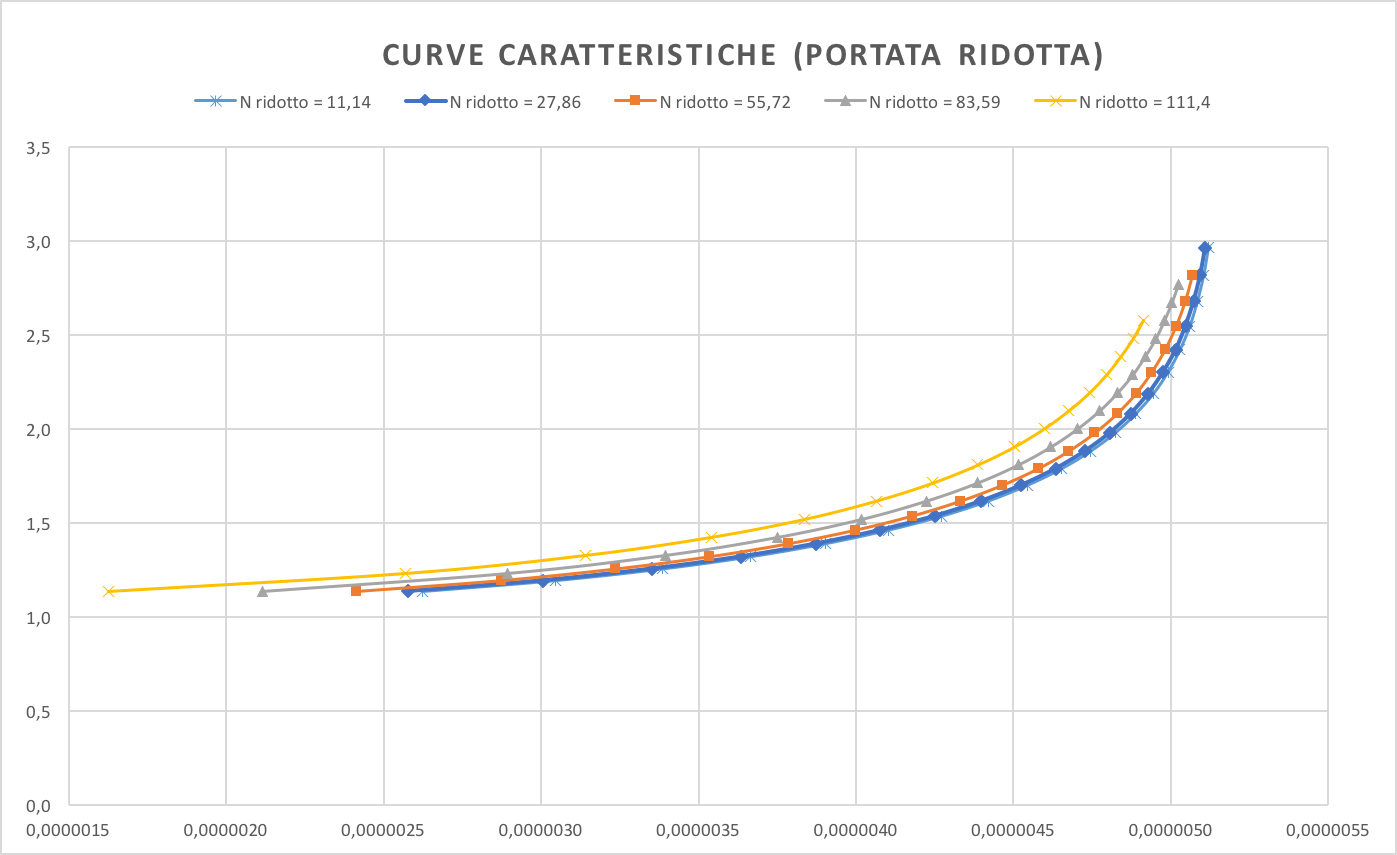 CURVE CARATTERISTICHE (PORTATA RIDOTTA)
N ridotto = 11,14 N ridotto = 27,86 N ridotto = 55,72 N ridotto = 83,59 N ridotto = 111,4
3,5
3,0
2,5
2,0
1,5
1,0
0,5
0,0
0,0000015 0,0000020 0,0000025 0,0000030 0,0000035 0,0000040 0,0000045 0,0000050 0,0000055